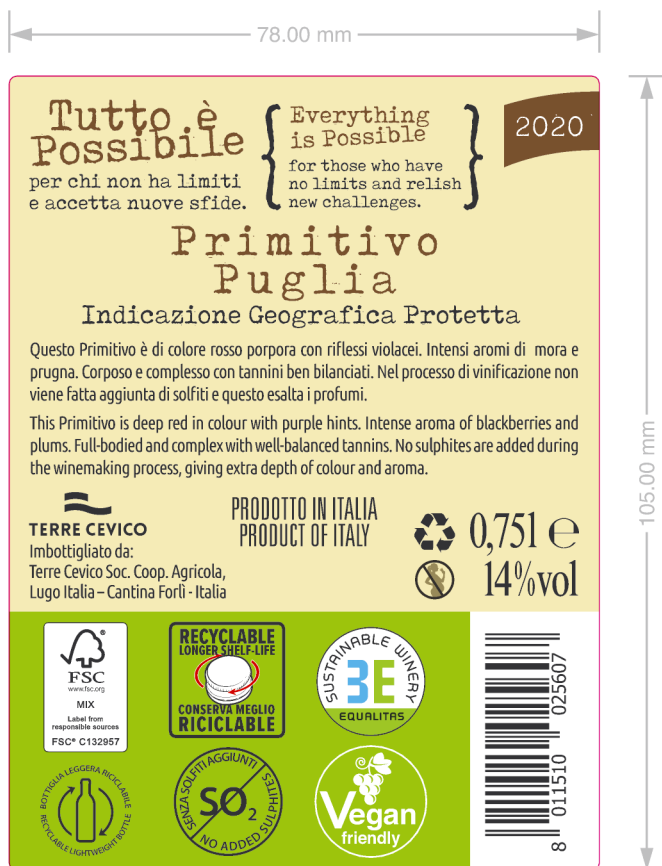 78.00 mm
Tutto è
Possibile
per chi non ha limiti
e accetta nuove sfide.
Everything
is Possible
for those who have
no limits and relish
new challenges.
2020
Primitivo
Puglia
Indicazione Geografica Protetta
Questo Primitivo è di colore rosso porpora con riflessi violacei. Intensi aromi di mora e
prugna. Corposo e complesso con tannini ben bilanciati. Nel processo di vinificazione non
viene fatta aggiunta di solfiti e questo esalta i profumi.
This Primitivo is deep red in colour with purple hints. Intense aroma of blackberries and
plums. Full-bodied and complex with well-balanced tannins. No sulphites are added during
the winemaking process, giving extra depth of colour and aroma.
105.00 mm
TERRE CEVICO
Imbottigliato da:
Terre Cevico Soc. Coop. Agricola,
Lugo Italia – Cantina Forlì - Italia
PRODOTTO IN ITALIA
PRODUCT OF ITALY
0,75l e
14%vol
FSC
www.fsc.org
MIX
Label from
responsible sources
FSC® C132957
RECYCLABLE
LONGER SHELF-LIFE
CONSERVA MEGLIO
RICICLABLE
SUSTAINABLE WINERY
3E
EQUALITAS
BOTTIGLIA LEGGERA RICICLABILE
RECYCLABLE LIGHTWEIGHT BOTTLE
SENZA SOLFITI AGGIUNTI
SO2
NO ADDED SULPHITES
Vegan
friendly
8 011510 025607